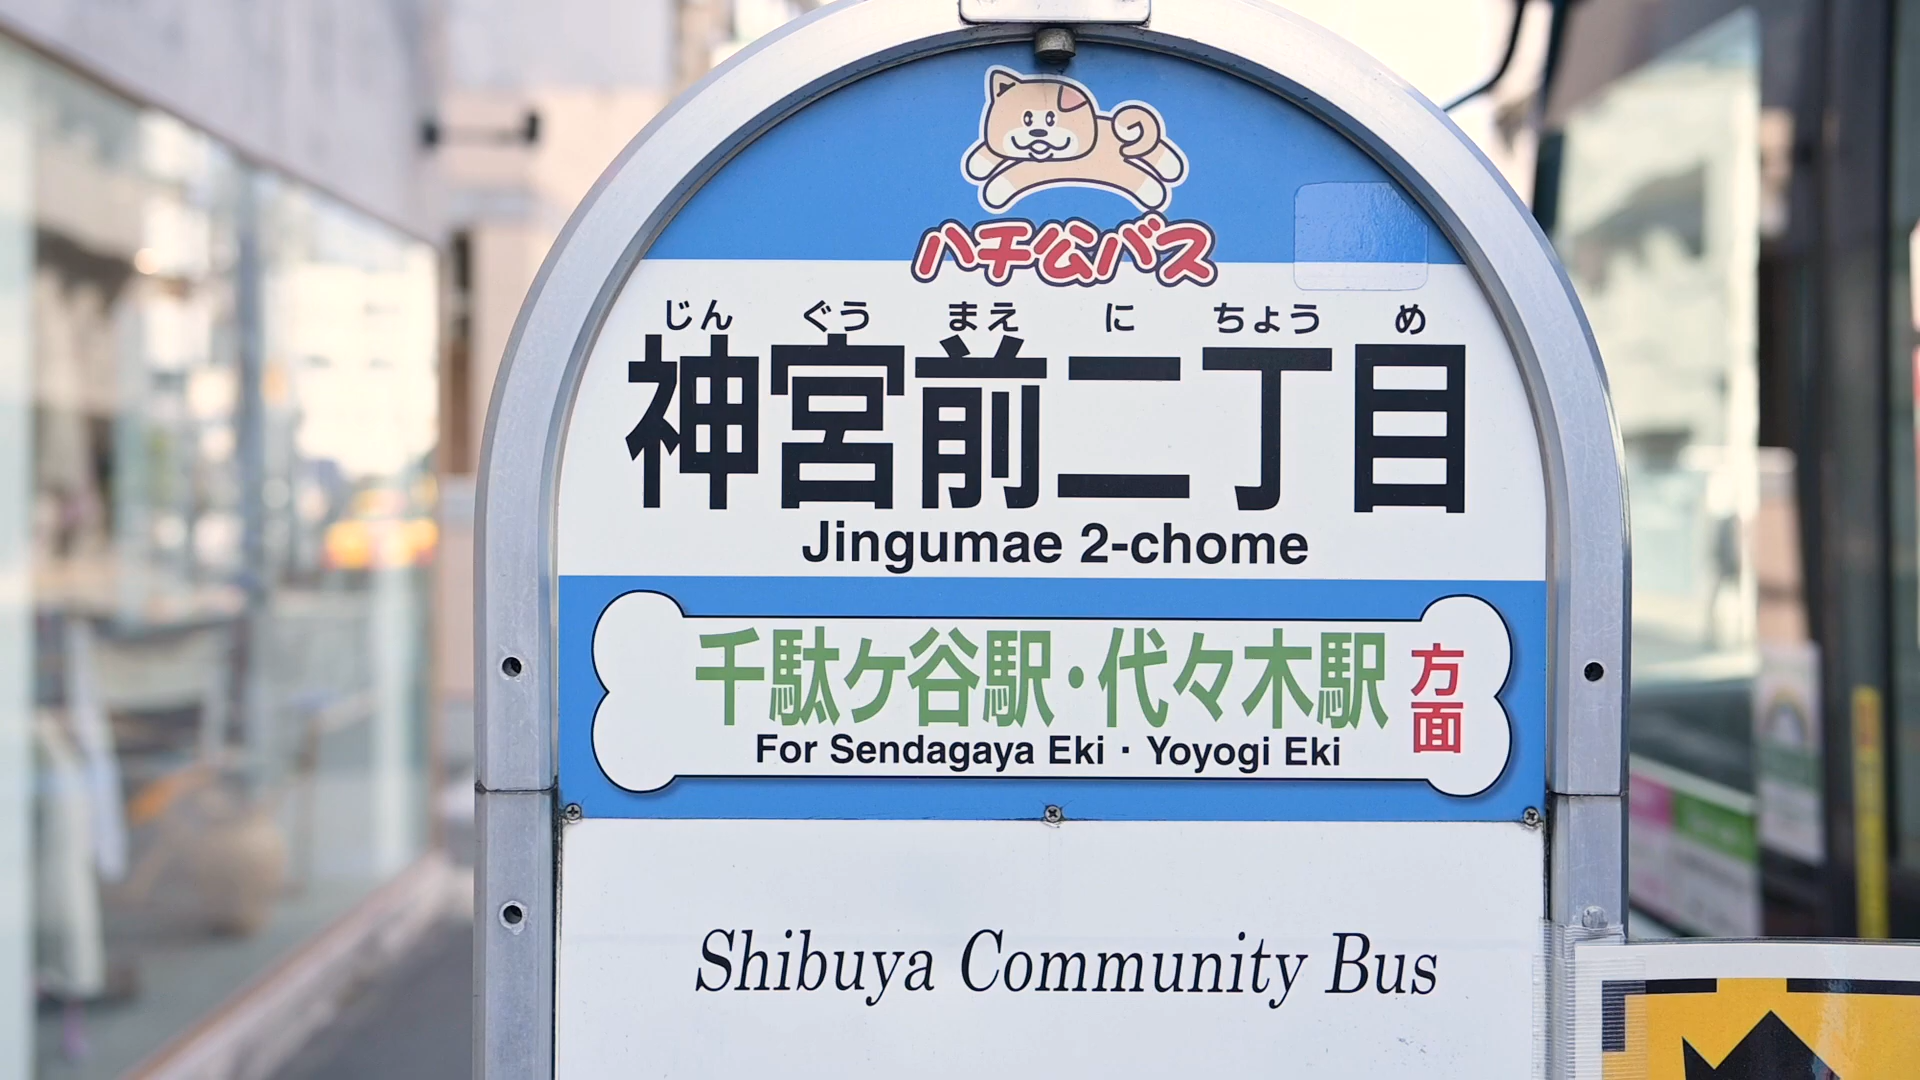 ハチ公バス
じん ぐう まえ に ちょう め
神宮前二丁目
Jingumae 2-chome
千駄ヶ谷駅・代々木駅 方面
For Sendagaya Eki · Yoyogi Eki
Shibuya Community Bus